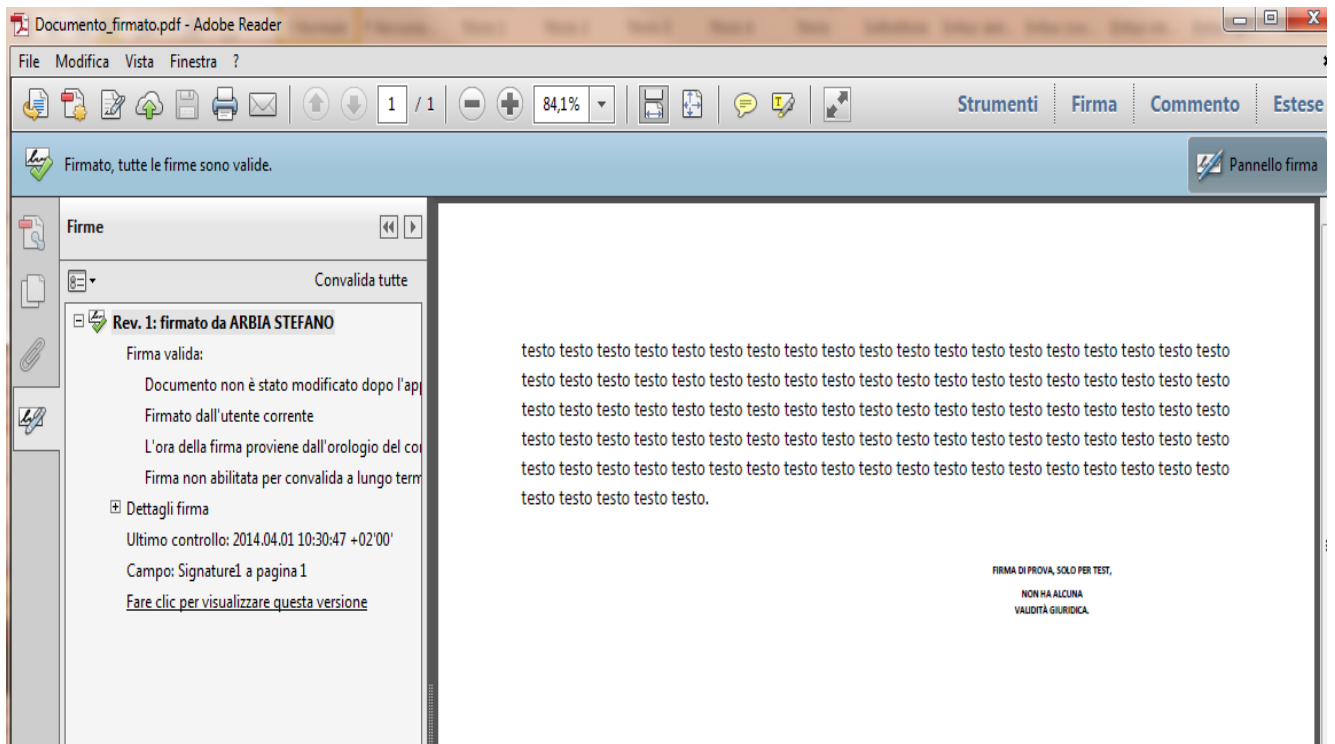 Documento_firmato.pdf - Adobe Reader
File Modifica Vista Finestra ?
1 / 1 84,1% Strumenti Firma Commento Estese
Firmato, tutte le firme sono valide.
Pannello firma
Firme
Convalida tutte
Rev. 1: firmato da ARBIA STEFANO
Firma valida:
Documento non è stato modificato dopo l'app
Firmato dall'utente corrente
L'ora della firma proviene dall'orologio del co
Firma non abilitata per convalida a lungo term
Dettagli firma
Ultimo controllo: 2014.04.01 10:30:47 +02'00'
Campo: Signature1 a pagina 1
Fare clic per visualizzare questa versione
testo testo testo testo testo testo testo testo testo testo testo testo testo testo testo testo testo testo testo
testo testo testo testo testo testo testo testo testo testo testo testo testo testo testo testo testo testo testo
testo testo testo testo testo testo testo testo testo testo testo testo testo testo testo testo testo testo testo
testo testo testo testo testo testo testo testo testo testo testo testo testo testo testo testo testo testo testo
testo testo testo testo testo testo testo testo testo testo testo testo testo testo testo testo testo testo testo
testo testo testo testo testo.
FIRMA DI PROVA, SOLO PER TEST,
NON HA ALCUNA
VALIDITÀ GIURIDICA.